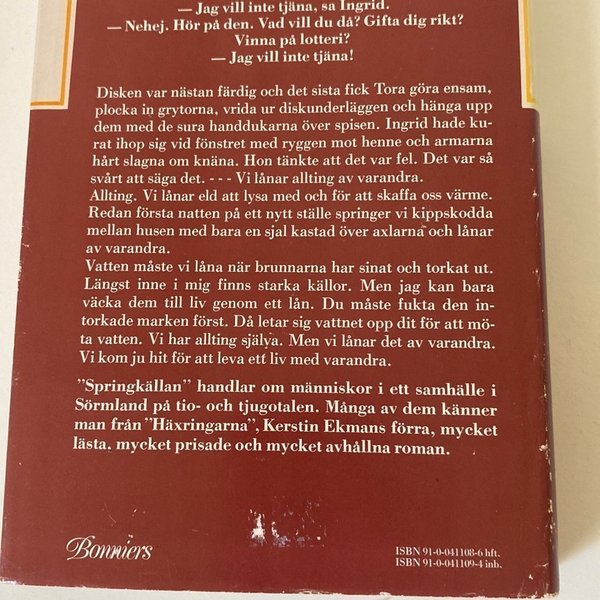 — Jag vill inte tjäna, sa Ingrid.
— Nehej. Hör på den. Vad vill du då? Gifta dig rikt?
Vinna på lotteri?
— Jag vill inte tjäna!
Disken var nästan färdig och det sista fick Tora göra ensam,
plocka in grytorna, vrida ur diskunderläggen och hänga upp
dem med de sura handdukarna över spisen. Ingrid hade ku-
rat ihop sig vid fönstret med ryggen mot henne och armarna
hårt slagna om knäna. Hon tänkte att det var fel. Det var så
svårt att säga det. - - - Vi lånar allting av varandra.
Allting. Vi lånar eld att lysa med och för att skaffa oss värme.
Redan första natten på ett nytt ställe springer vi kippskodda
mellan husen med bara en sjal kastad över axlarna och lånar
av varandra.
Vatten måste vi låna när brunnarna har sinat och torkat ut.
Längst inne i mig finns starka källor. Men jag kan bara
väcka dem till liv genom ett lån. Du måste fukta den in-
torkade marken först. Då letar sig vattnet opp dit för att mö-
ta vatten. Vi har allting själva. Men vi lånar det av varandra.
Vi kom ju hit för att leva ett liv med varandra.
”Springkällan” handlar om människor i ett samhälle i
Sörmland på tio- och tjugotalen. Många av dem känner
man från ”Häxringarna”, Kerstin Ekmans förra, mycket
lästa, mycket prisade och mycket avhållna roman.
Bonniers
ISBN 91-0-041108-6 hft.
ISBN 91-0-041109-4 inb.